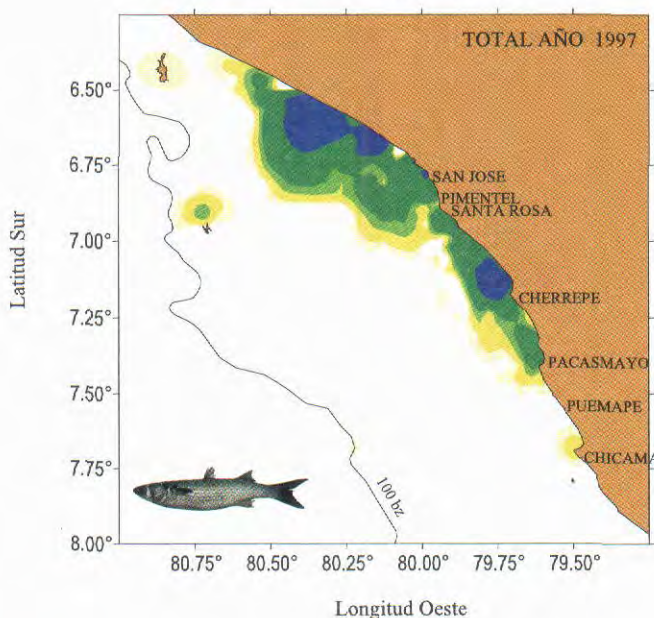 TOTAL AÑO 1997
6.50°
6.75°
7.00°
7.25°
7.50°
7.75°
8.00°
Latitud Sur
SAN JOSE
PIMENTEL
SANTA ROSA
CHERREPE
PACASMAYO
PUEMAPE
CHICAMA
100 bz
80.75°
80.50°
80.25°
80.00°
79.75°
79.50°
Longitud Oeste